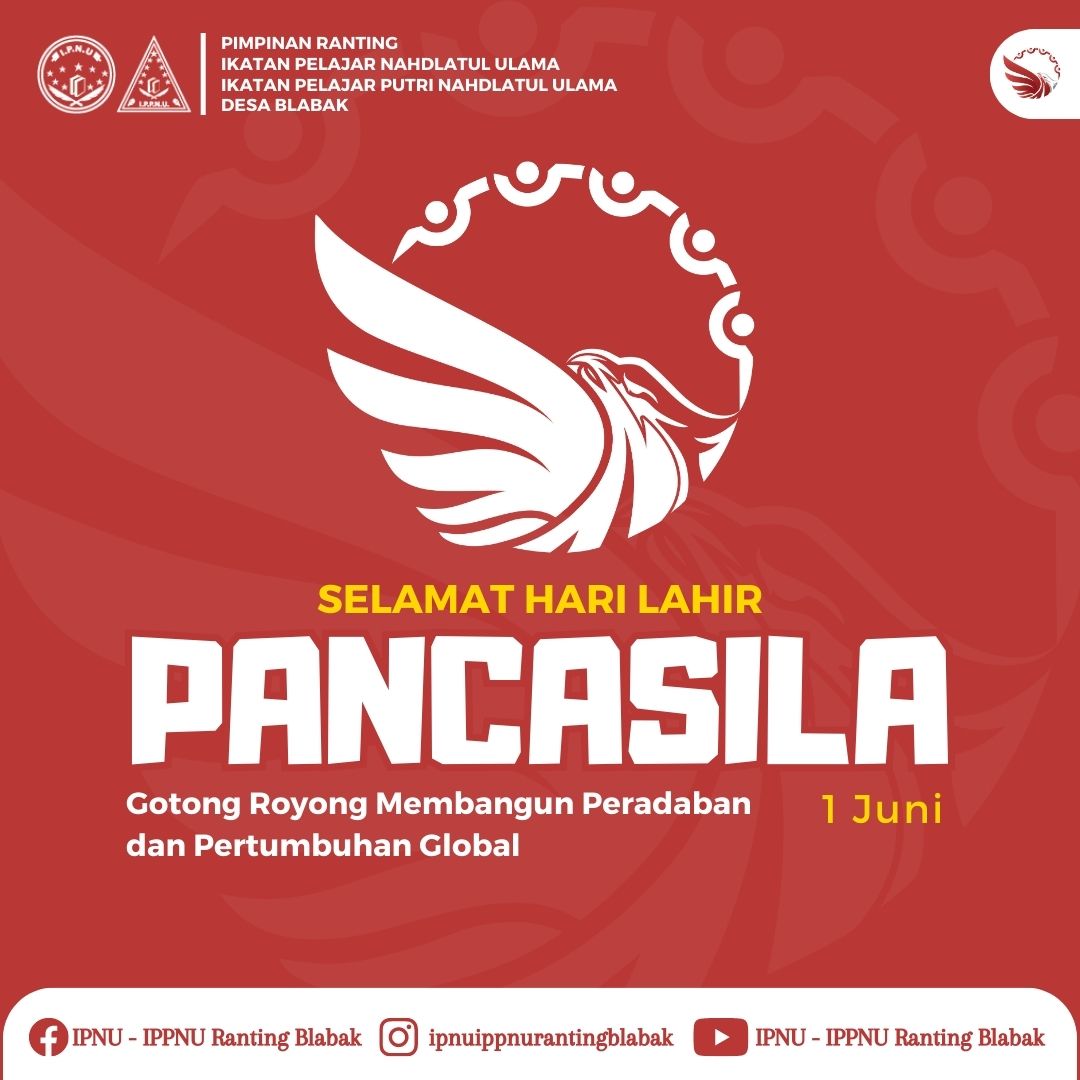 I.P.N.U
I.P.P.N.U.
PIMPINAN RANTING
IKATAN PELAJAR NAHDLATUL ULAMA
IKATAN PELAJAR PUTRI NAHDLATUL ULAMA
DESA BLABAK
SELAMAT HARI LAHIR
PANCASILA
Gotong Royong Membangun Peradaban
dan Pertumbuhan Global
1 Juni
IPNU - IPPNU Ranting Blabak
ipnuippnurantingblabak
IPNU - IPPNU Ranting Blabak